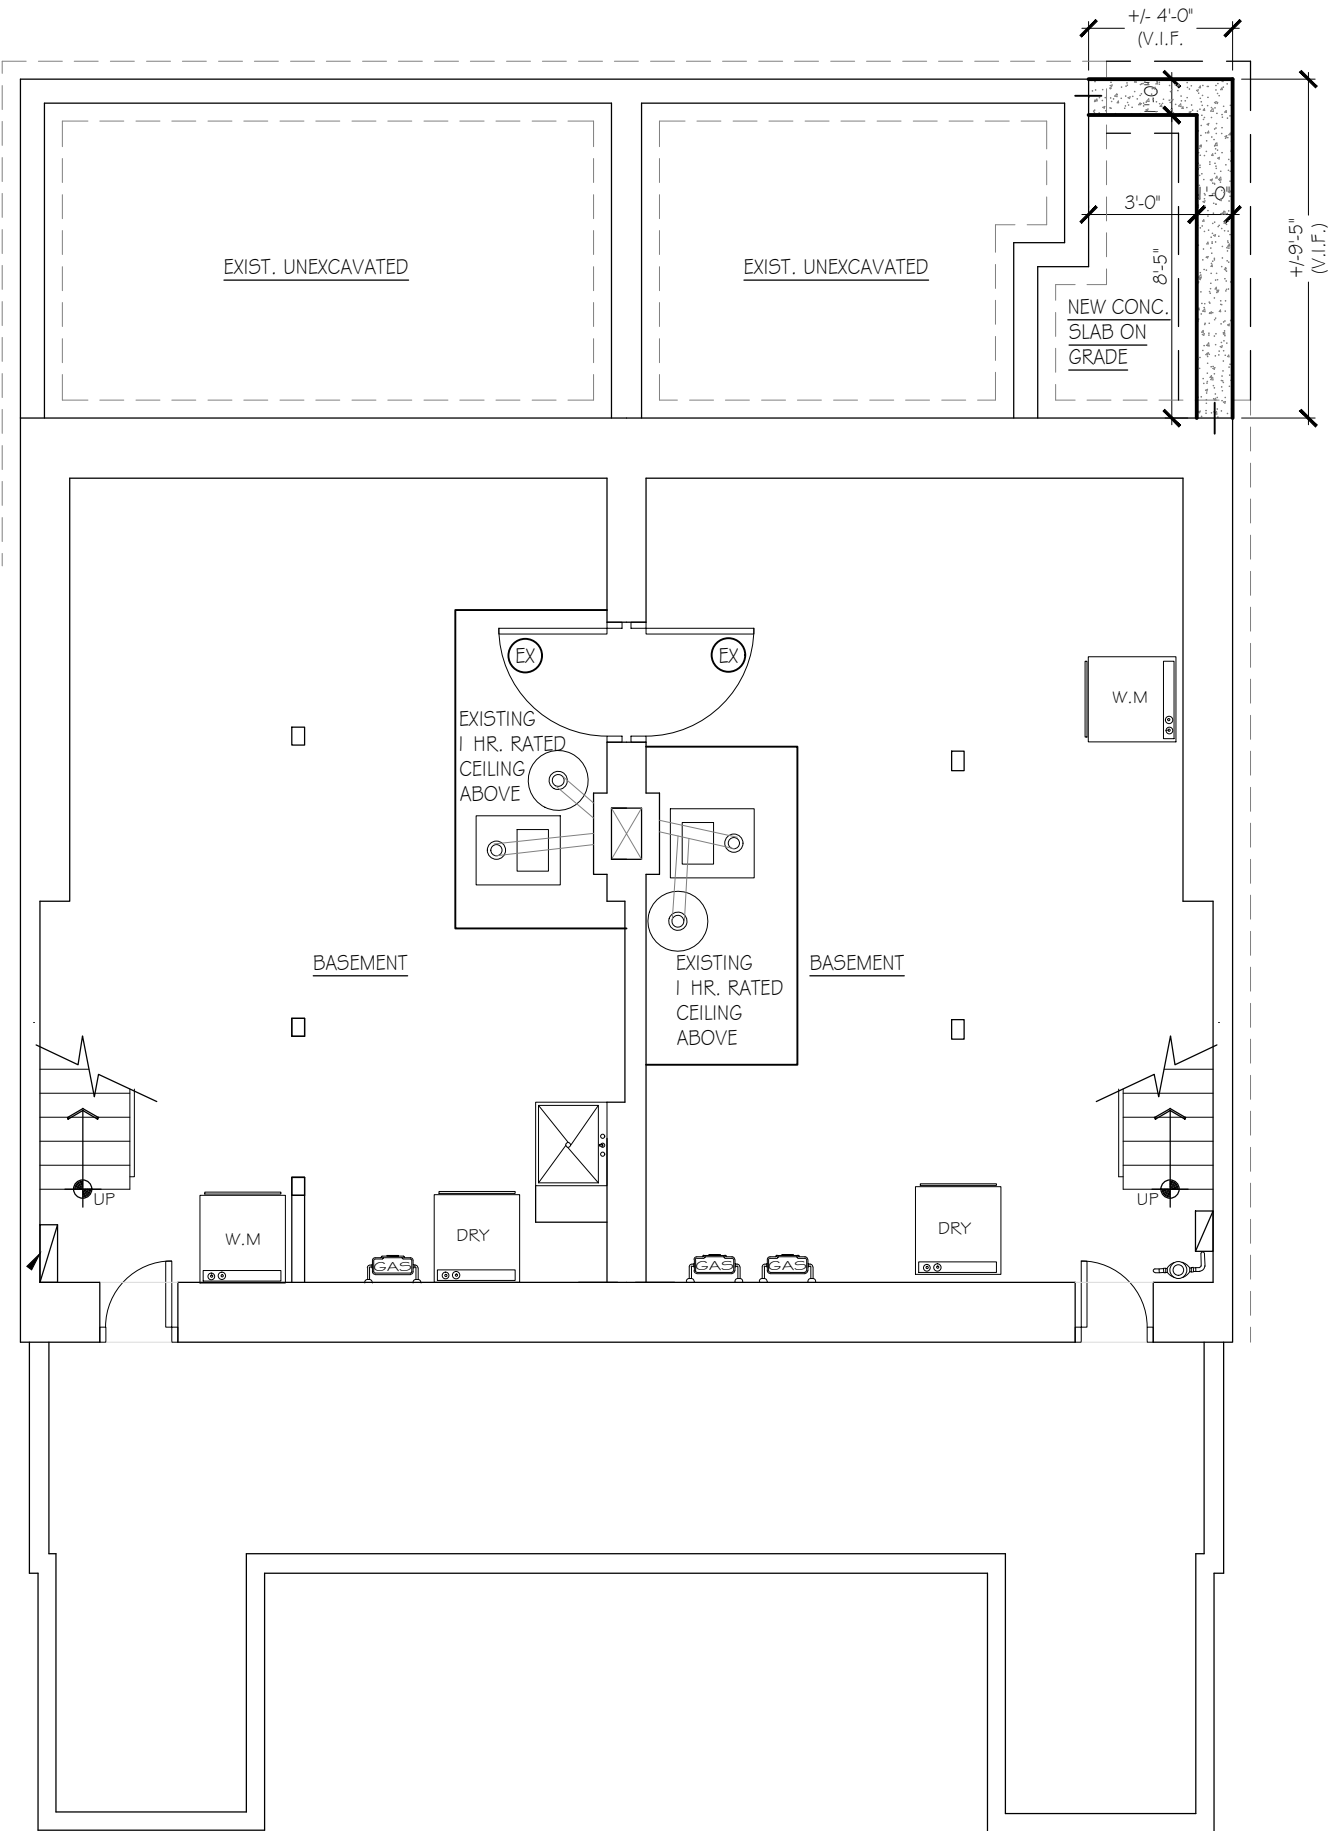 +/- 4'-0"
(V.I.F.
1'-0"
3'-0"
8'-5"
+/-9'-5"
(V.I.F.)
EXIST. UNEXCAVATED
EXIST. UNEXCAVATED
NEW CONC.
SLAB ON
GRADE
EX
EX
W.M
EXISTING
1 HR. RATED
CEILING
ABOVE
BASEMENT
EXISTING
1 HR. RATED
CEILING
ABOVE
BASEMENT
UP
UP
W.M
DRY
DRY
GAS
GAS
GAS